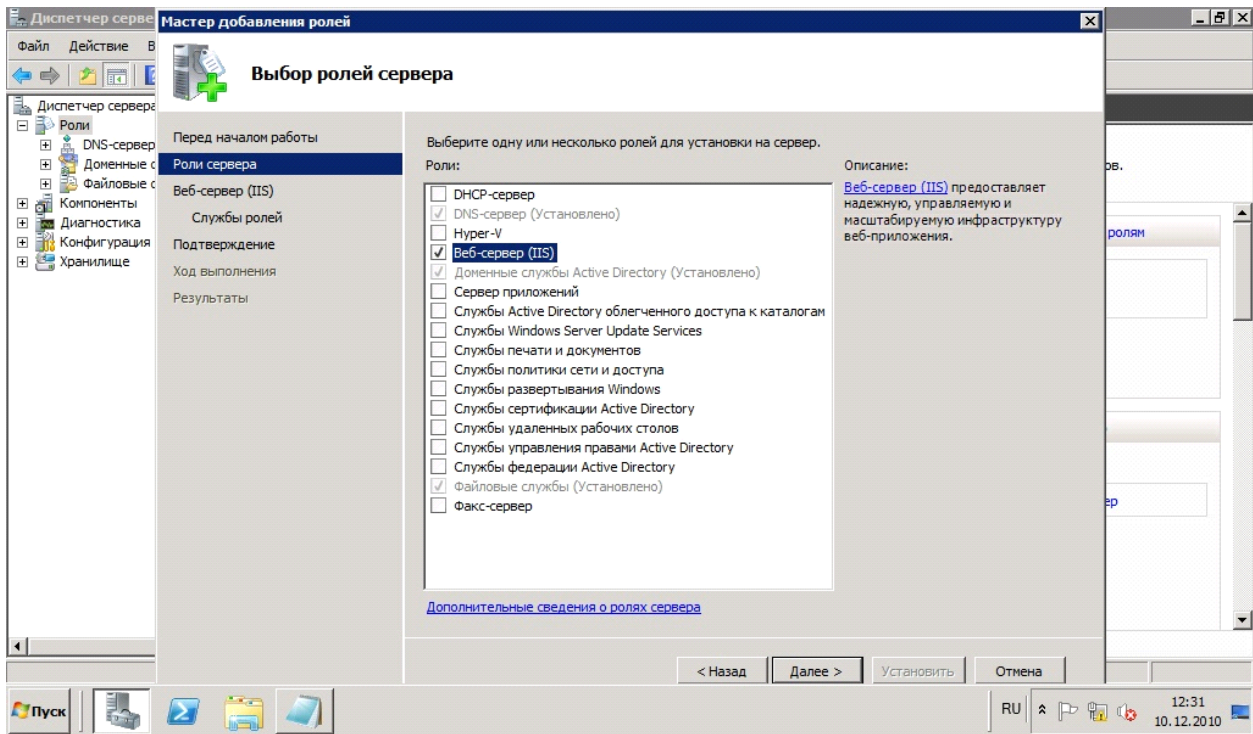 Диспетчер серве
Мастер добавления ролей
Файл Действие В
Выбор ролей сервера
Диспетчер сервера
Роли
DNS-сервер
Доменные с
Файловые с
Компоненты
Диагностика
Конфигурация
Хранилище
Перед началом работы
Роли сервера
Веб-сервер (IIS)
Службы ролей
Подтверждение
Ход выполнения
Результаты
Выберите одну или несколько ролей для установки на сервер.
Роли:
DHCP-сервер
DNS-сервер (Установлено)
Hyper-V
Веб-сервер (IIS)
Доменные службы Active Directory (Установлено)
Сервер приложений
Службы Active Directory облегченного доступа к каталогам
Службы Windows Server Update Services
Службы печати и документов
Службы политики сети и доступа
Службы развертывания Windows
Службы сертификации Active Directory
Службы удаленных рабочих столов
Службы управления правами Active Directory
Службы федерации Active Directory
Файловые службы (Установлено)
Факс-сервер
Дополнительные сведения о ролях сервера
Описание:
Веб-сервер (IIS) предоставляет
надежную, управляемую и
масштабируемую инфраструктуру
веб-приложения.
ов.
ролям
ер
< Назад
Далее >
Установить
Отмена
Пуск
RU
12:31
10.12.2010